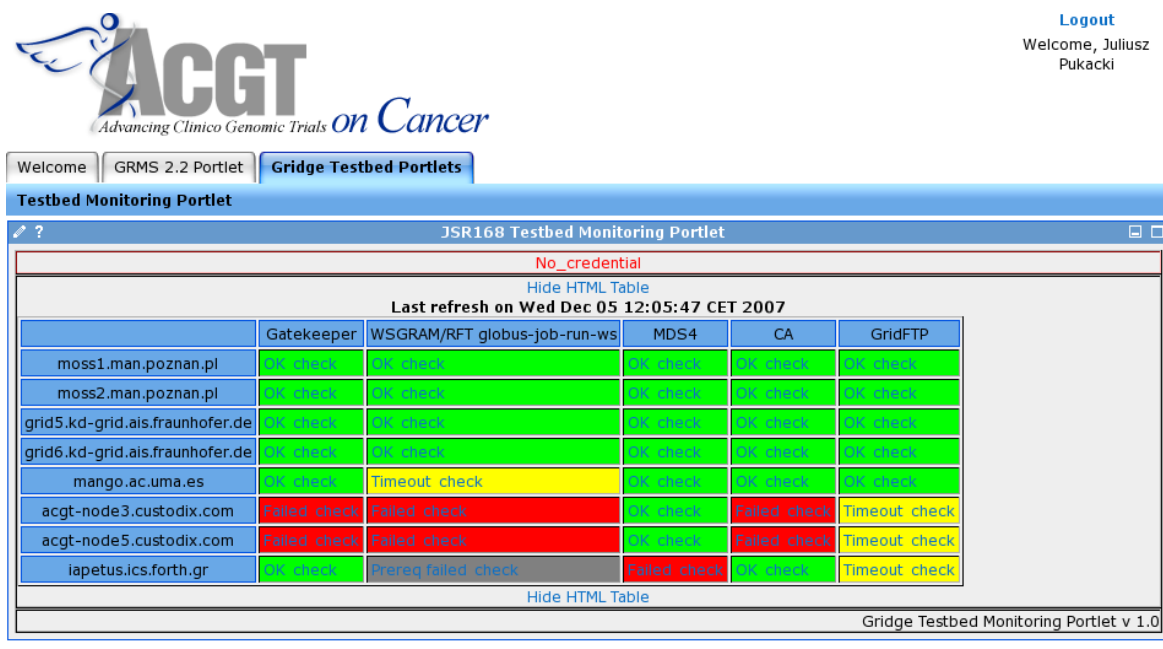 Logout
Welcome, Juliusz
Pukacki
ACGT
Advancing Clinico Genomic Trials on Cancer
Welcome GRMS 2.2 Portlet Gridge Testbed Portlets
Testbed Monitoring Portlet
? JSR168 Testbed Monitoring Portlet
No_credential
Hide HTML Table
Last refresh on Wed Dec 05 12:05:47 CET 2007
Gatekeeper WSGRAM/RFT globus-job-run-ws MDS4 CA GridFTP
moss1.man.poznan.pl OK check OK check OK check OK check OK check
moss2.man.poznan.pl OK check OK check OK check OK check OK check
grid5.kd-grid.ais.fraunhofer.de OK check OK check OK check OK check OK check
grid6.kd-grid.ais.fraunhofer.de OK check OK check OK check OK check OK check
mango.ac.uma.es OK check Timeout check OK check OK check OK check
acgt-node3.custodix.com Failed check Failed check OK check Failed check Timeout check
acgt-node5.custodix.com Failed check Failed check OK check Failed check Timeout check
iapetus.ics.forth.gr OK check Prereq failed check Failed check OK check Timeout check
Hide HTML Table
Gridge Testbed Monitoring Portlet v 1.0